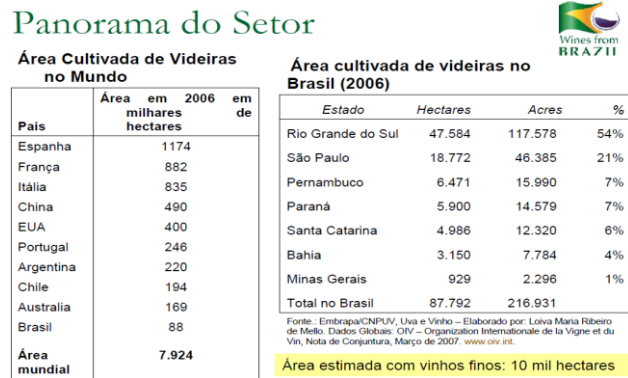 Panorama do Setor
Wines from
BRAZIL
Área Cultivada de Videiras
no Mundo
País
Área em 2006 em
milhares de
hectares
Espanha 1174
França 882
Itália 835
China 490
EUA 400
Portugal 246
Argentina 220
Chile 194
Australia 169
Brasil 88
Área
mundial
7.924
Área cultivada de videiras no
Brasil (2006)
Estado Hectares Acres %
Rio Grande do Sul 47.584 117.578 54%
São Paulo 18.772 46.385 21%
Pernambuco 6.471 15.990 7%
Paraná 5.900 14.579 7%
Santa Catarina 4.986 12.320 6%
Bahia 3.150 7.784 4%
Minas Gerais 929 2.296 1%
Total no Brasil 87.792 216.931
Fonte.: Embrapa/CNPUV, Uva e Vinho – Elaborado por: Loiva Maria Ribeiro
de Mello. Dados Globais: OIV – Organization Internationale de la Vigne et du
Vin, Nota de Conjuntura, Março de 2007. www.oiv.int.
Área estimada com vinhos finos: 10 mil hectares